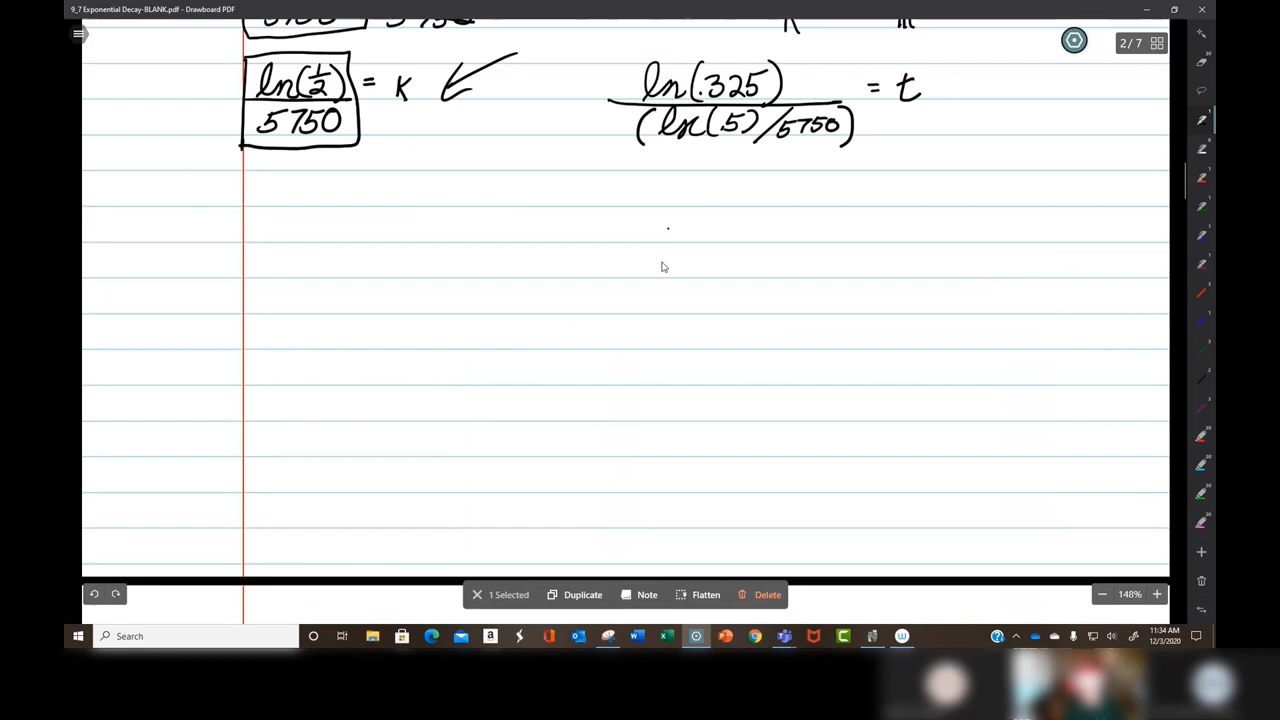 9_7 Exponential Decay-BLANK.pdf - Drawboard PDF
2 / 7
ln(1/2) / 5750 = K
ln(.325) / (ln(.5)/5750) = t
1 Selected
Duplicate
Note
Flatten
Delete
148%
Search
11:34 AM
12/3/2020